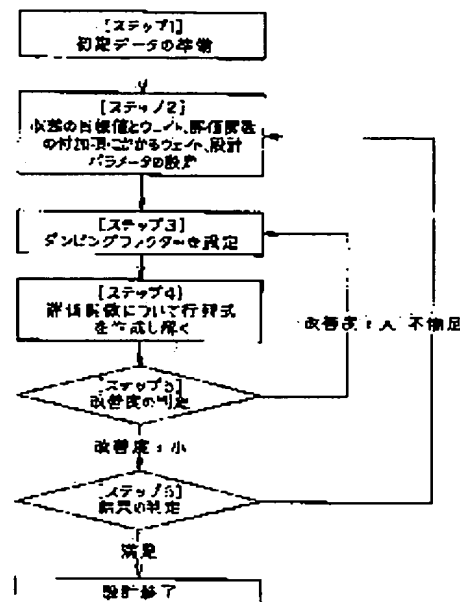 [ステップ1]
初期データの準備
[ステップ2]
収差の目標値とウェイト、評価関数
の付加項にかかるウェイト、設計
パラメータの設定
[ステップ3]
ダンピングファクターを設定
[ステップ4]
評価関数について行列式
を作成し解く
改善度:大
不満足
[ステップ5]
改善度の判定
改善度:小
[ステップ6]
結果の判定
満足
設計終了